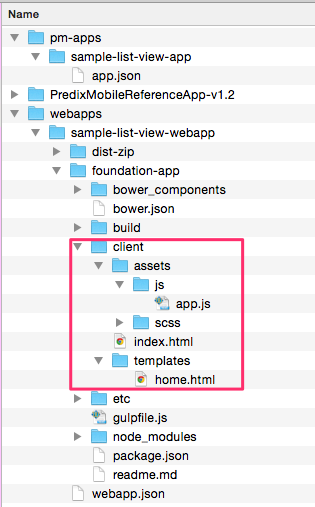 Name
pm-apps
sample-list-view-app
app.json
PredixMobileReferenceApp-v1.2
webapps
sample-list-view-webapp
dist-zip
foundation-app
bower_components
bower.json
build
client
assets
js
app.js
scss
index.html
templates
home.html
etc
gulpfile.js
node_modules
package.json
readme.md
webapp.json